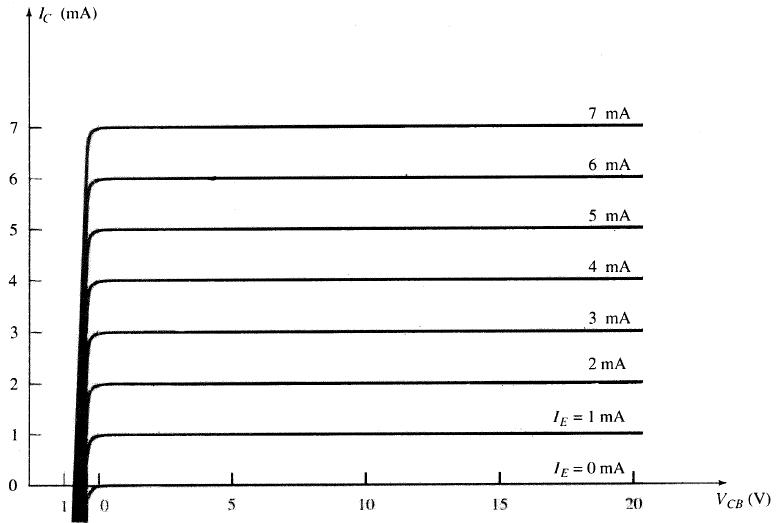 I_C (mA)
7 mA
7
6 mA
6
5 mA
5
4 mA
4
3 mA
3
2 mA
2
I_E = 1 mA
1
I_E = 0 mA
0
1 0 5 10 15 20 V_CB (V)